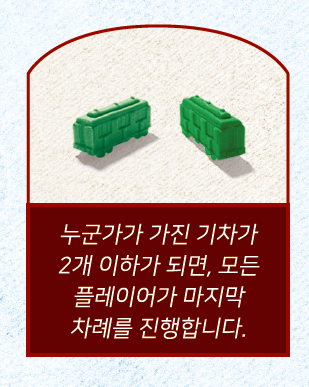 누군가가 가진 기차가
2개 이하가 되면, 모든
플레이어가 마지막
차례를 진행합니다.